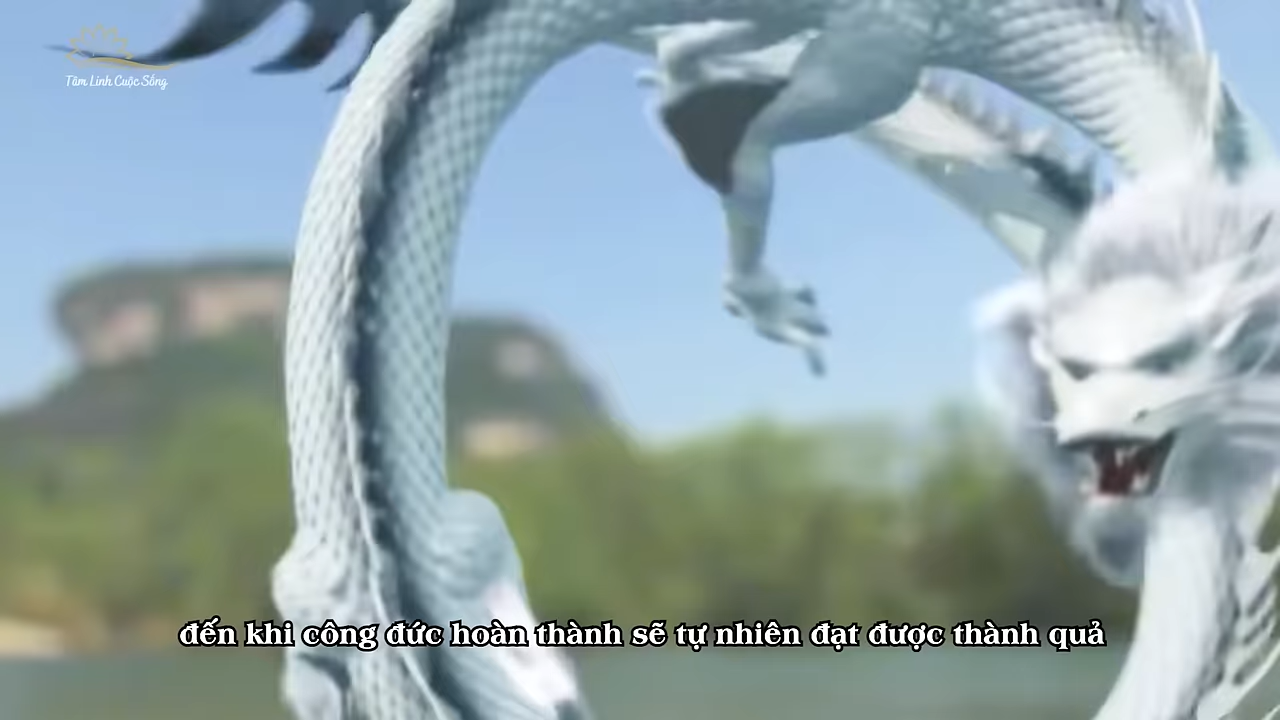 Tâm Linh Cuộc Sống
đến khi công đức hoàn thành sẽ tự nhiên đạt được thành quả